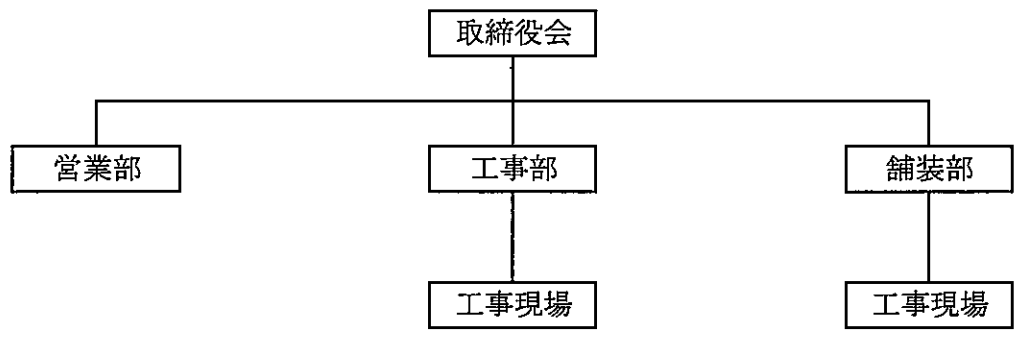 取締役会
営業部
工事部
舗装部
工事現場
工事現場